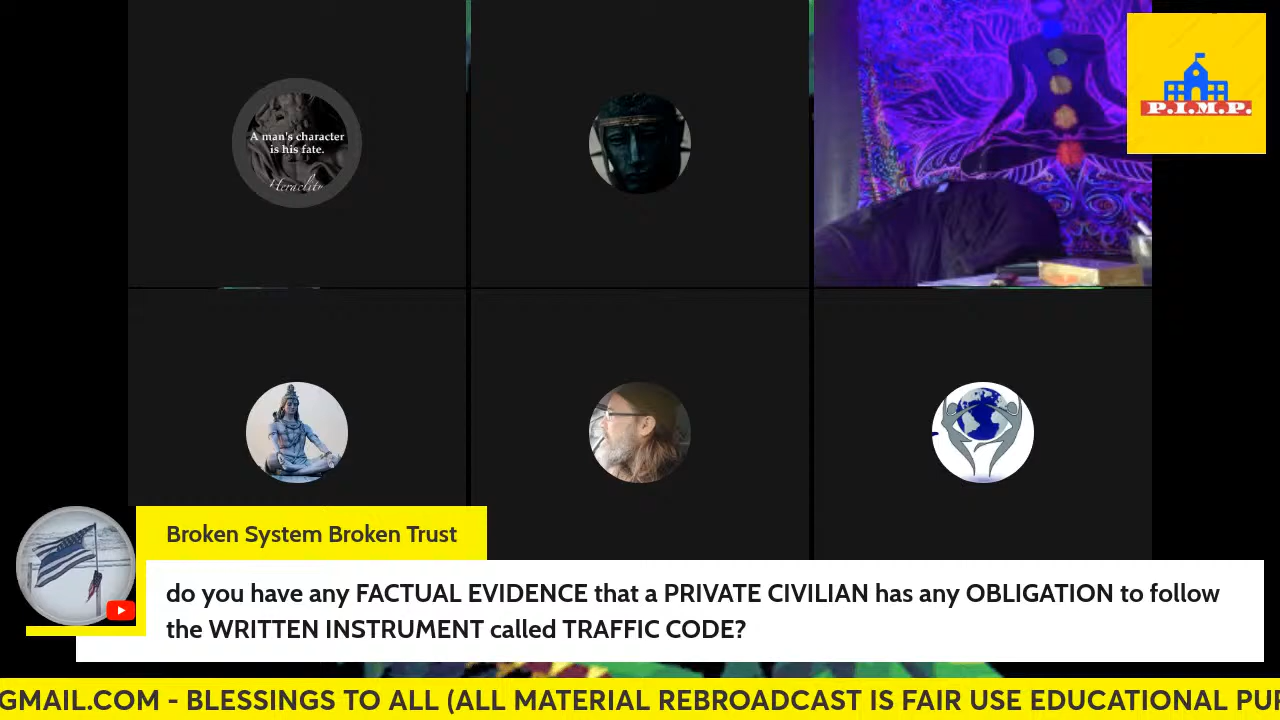 A man's character
is his fate.
Heraclitus
P.I.M.P.
Broken System Broken Trust
do you have any FACTUAL EVIDENCE that a PRIVATE CIVILIAN has any OBLIGATION to follow
the WRITTEN INSTRUMENT called TRAFFIC CODE?
GMAIL.COM - BLESSINGS TO ALL (ALL MATERIAL REBROADCAST IS FAIR USE EDUCATIONAL PU